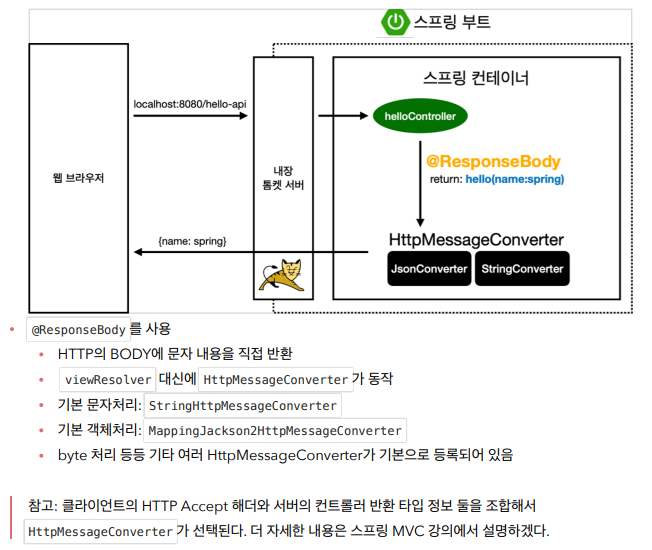 스프링 부트
스프링 컨테이너
localhost:8080/hello-api
helloController
웹 브라우저
내장
톰켓 서버
@ResponseBody
return: hello(name:spring)
{name: spring}
HttpMessageConverter
JsonConverter
StringConverter
@ResponseBody 를 사용
HTTP의 BODY에 문자 내용을 직접 반환
viewResolver 대신에 HttpMessageConverter 가 동작
기본 문자처리: StringHttpMessageConverter
기본 객체처리: MappingJackson2HttpMessageConverter
byte 처리 등등 기타 여러 HttpMessageConverter가 기본으로 등록되어 있음
참고: 클라이언트의 HTTP Accept 해더와 서버의 컨트롤러 반환 타입 정보 둘을 조합해서
HttpMessageConverter 가 선택된다. 더 자세한 내용은 스프링 MVC 강의에서 설명하겠다.